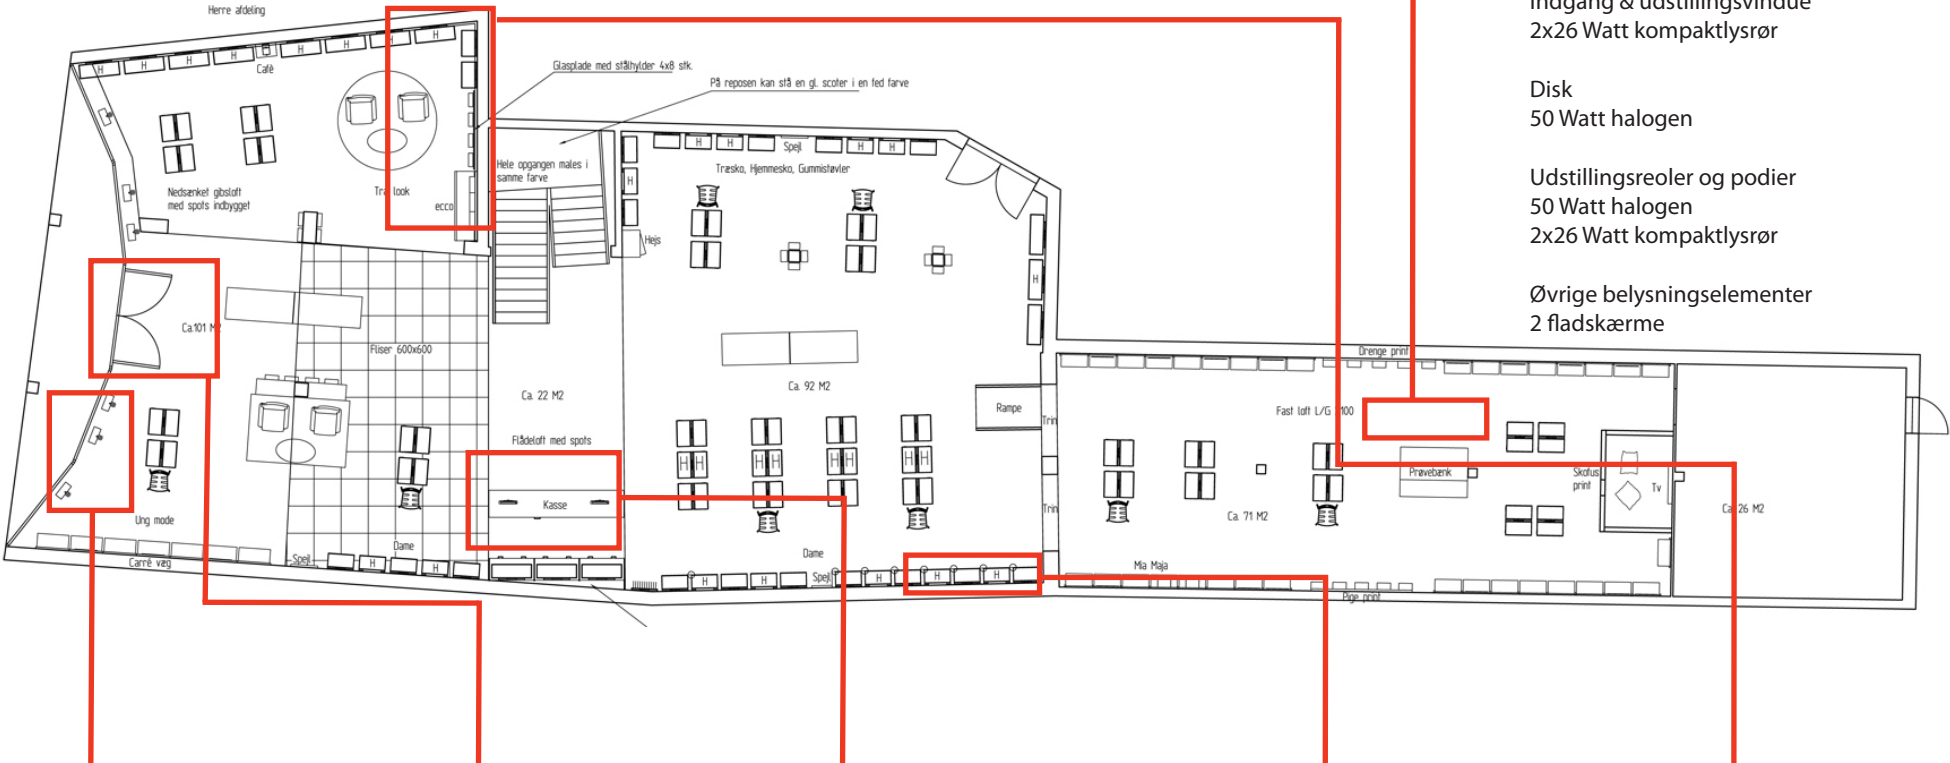 Indgang & udstillingsvindue
2x26 Watt kompaktlysrør
Disk
50 Watt halogen
Udstillingsreoler og podier
50 Watt halogen
2x26 Watt kompaktlysrør
Øvrige belysningselementer
2 fladskærme
Herre afdeling
H H H H H H H H
Cafè
Glasplade med stålhylder 4x8 stk.
På reposen kan stå en gl. scoter i en fed farve
Nedsænket gibsloft
med spots indbygget
look
ecco
Hele opgangen males i
samme farve
H
Hejs
H H
Spejl
H H
Træsko, Hjemmesko, Gummistøvler
H
Ca.101 M2
Fliser 600x600
Ca. 22 M2
Ca. 92 M2
Rampe
Trin
Trin
Flådeloft med spots
Kasse
H H
H H
H H
H H
Ung mode
Carrè væg
Spejl
H H
Dame
H H
Dame
Spejl
H H H
Drenge print
Fast loft L/G
Prøvebænk
Skofus
print
Tv
Ca. 71 M2
Ca. 26 M2
Mia Maja
Pige print